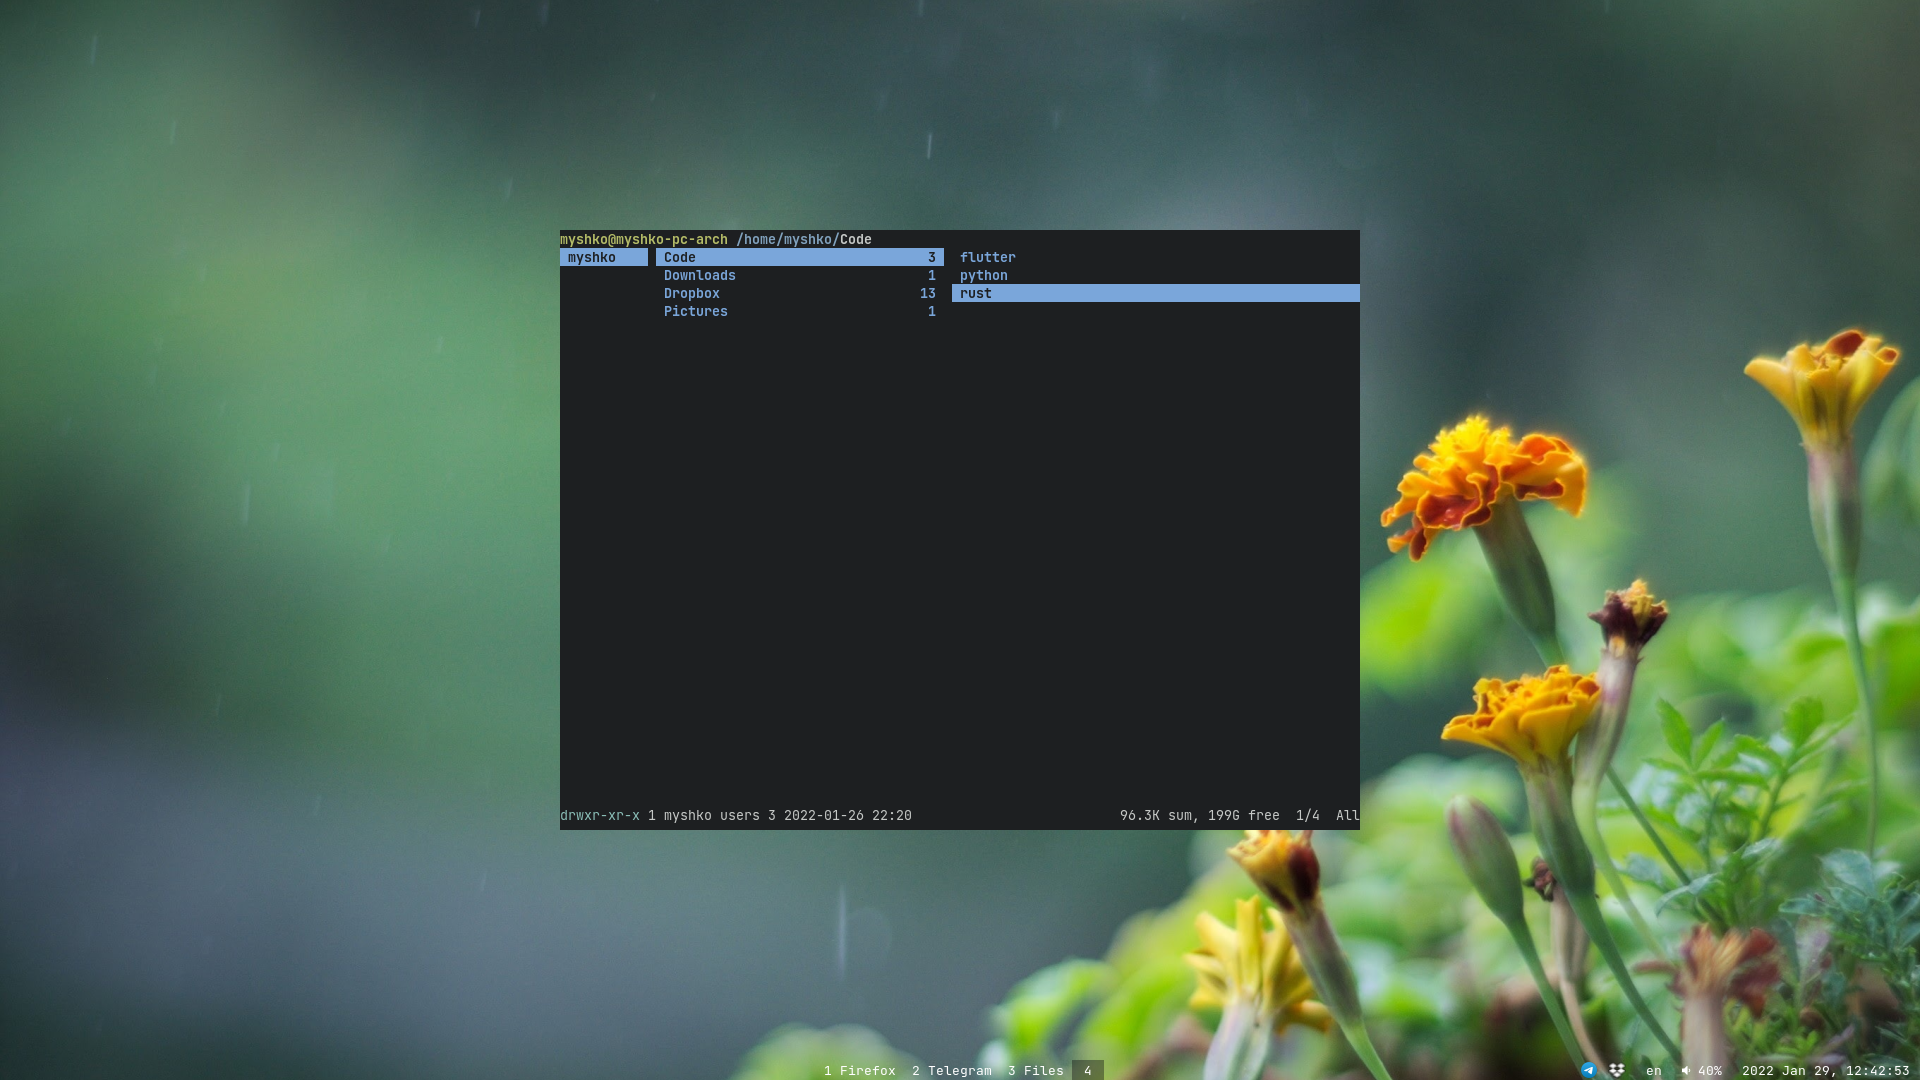 myshko@myshko-pc-arch /home/myshko/Code
myshko Code 3 flutter
Downloads 1 python
Dropbox 13 rust
Pictures 1
drwxr-xr-x 1 myshko users 3 2022-01-26 22:20 96.3K sum, 199G free 1/4 All
1 Firefox 2 Telegram 3 Files 4 en 40% 2022 Jan 29, 12:42:53